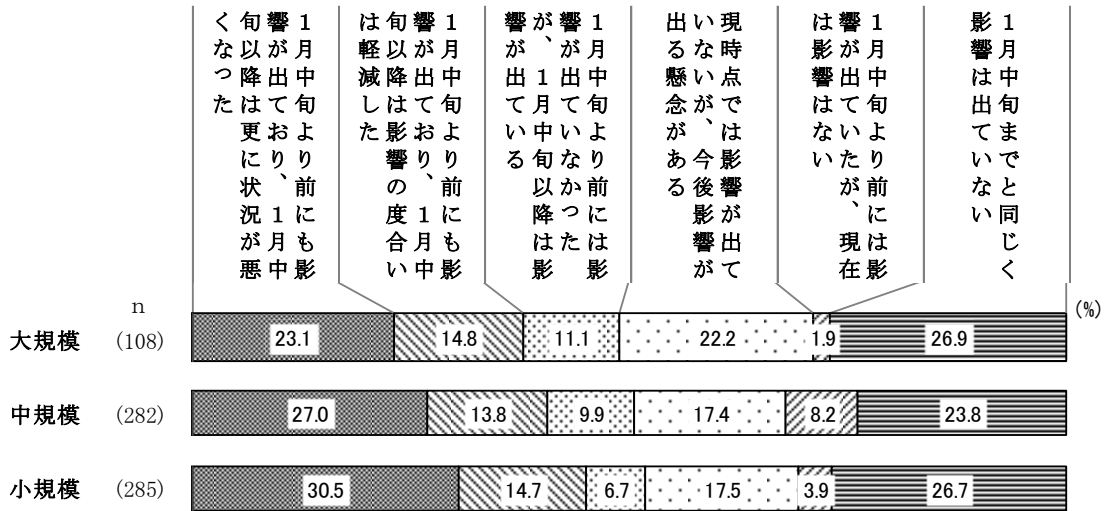 １月中旬より前にも影
響が出ており、１月中
旬以降は更に状況が悪
くなった
１月中旬より前にも影
響が出ており、１月中
旬以降は影響の度合い
は軽減した
１月中旬より前には影
響が出ていなかった
が、１月中旬以降は影
響が出ている
現時点では影響が出て
いないが、今後影響が
出る懸念がある
１月中旬より前には影
響が出ていたが、現在
は影響はない
１月中旬までと同じく
影響は出ていない
n
(%)
大規模 (108) 23.1 14.8 11.1 22.2 1.9 26.9
中規模 (282) 27.0 13.8 9.9 17.4 8.2 23.8
小規模 (285) 30.5 14.7 6.7 17.5 3.9 26.7